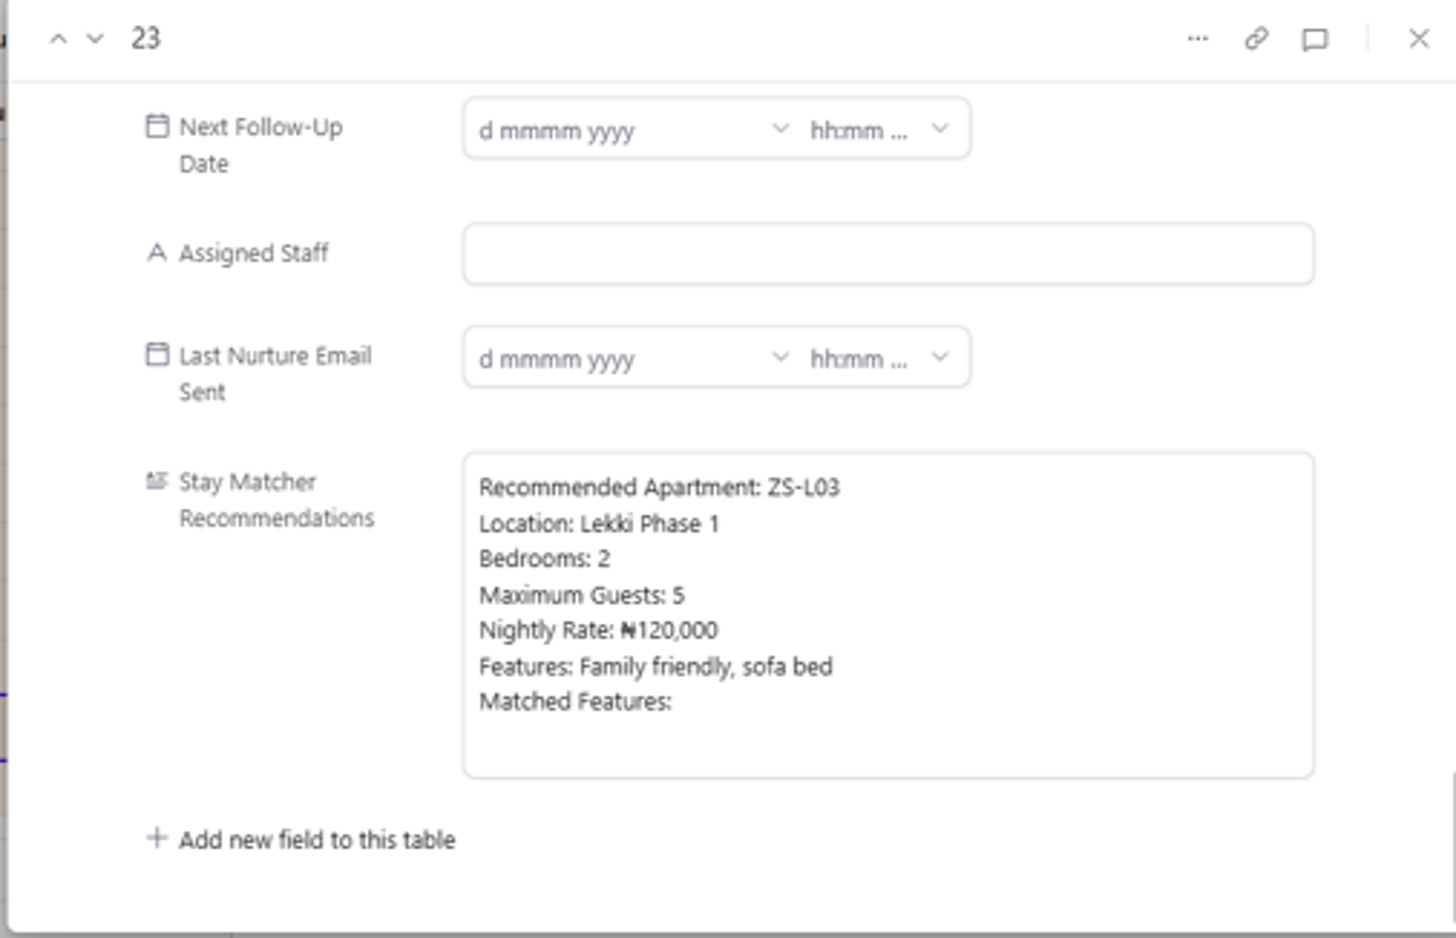 23
Next Follow-Up
Date
d mmmm yyyy
hh:mm ...
Assigned Staff
Last Nurture Email
Sent
d mmmm yyyy
hh:mm ...
Stay Matcher
Recommendations
Recommended Apartment: ZS-L03
Location: Lekki Phase 1
Bedrooms: 2
Maximum Guests: 5
Nightly Rate: ₦120,000
Features: Family friendly, sofa bed
Matched Features:
Add new field to this table